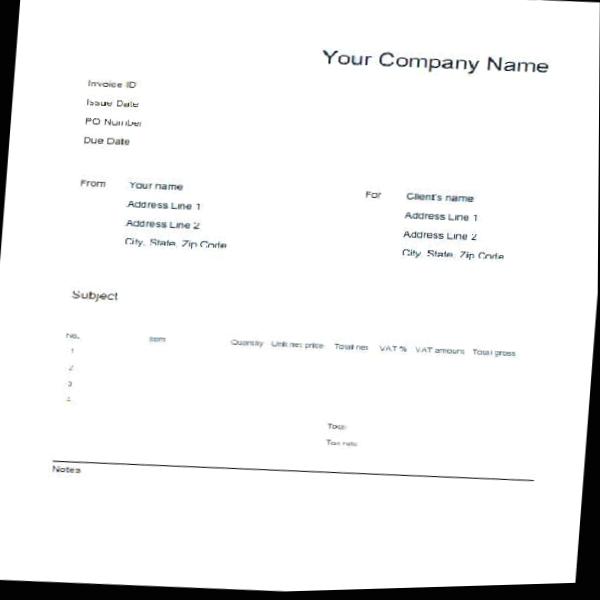 Your Company Name
Invoice ID
Issue Date
PO Number
Due Date
From Your name For Client's name
Address Line 1 Address Line 1
Address Line 2 Address Line 2
City, State, Zip Code City, State, Zip Code
Subject
No. Item Quantity Unit net price Total net VAT % VAT amount Total gross
1
2
3
4
Total
Tax rate
Notes